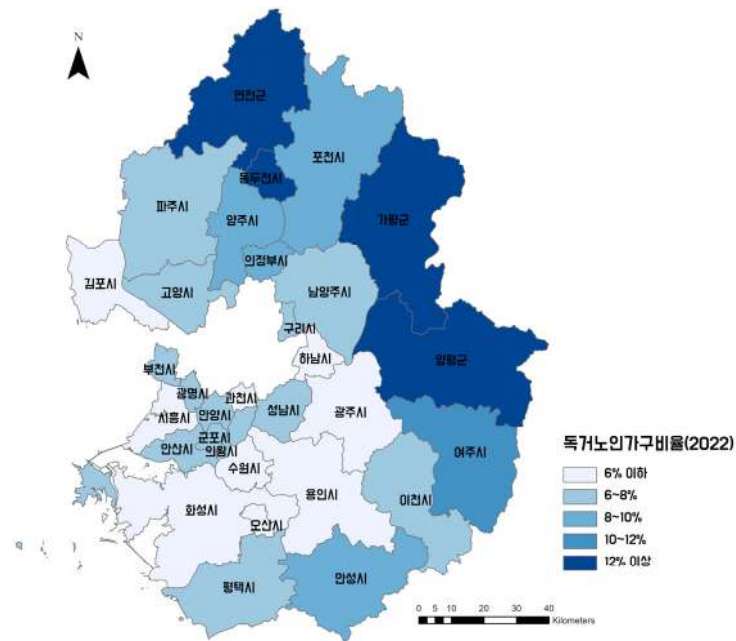 N
연천군
포천시
동두천시
가평군
파주시
양주시
의정부시
김포시
고양시
남양주시
구리시
하남시
양평군
부천시
광명시
과천시
시흥시
안양시
성남시
광주시
군포시
안산시
의왕시
수원시
여주시
용인시
이천시
화성시
오산시
평택시
안성시
독거노인가구비율(2022)
6% 이하
6~8%
8~10%
10~12%
12% 이상
0 5 10 20 30 40
Kilometers